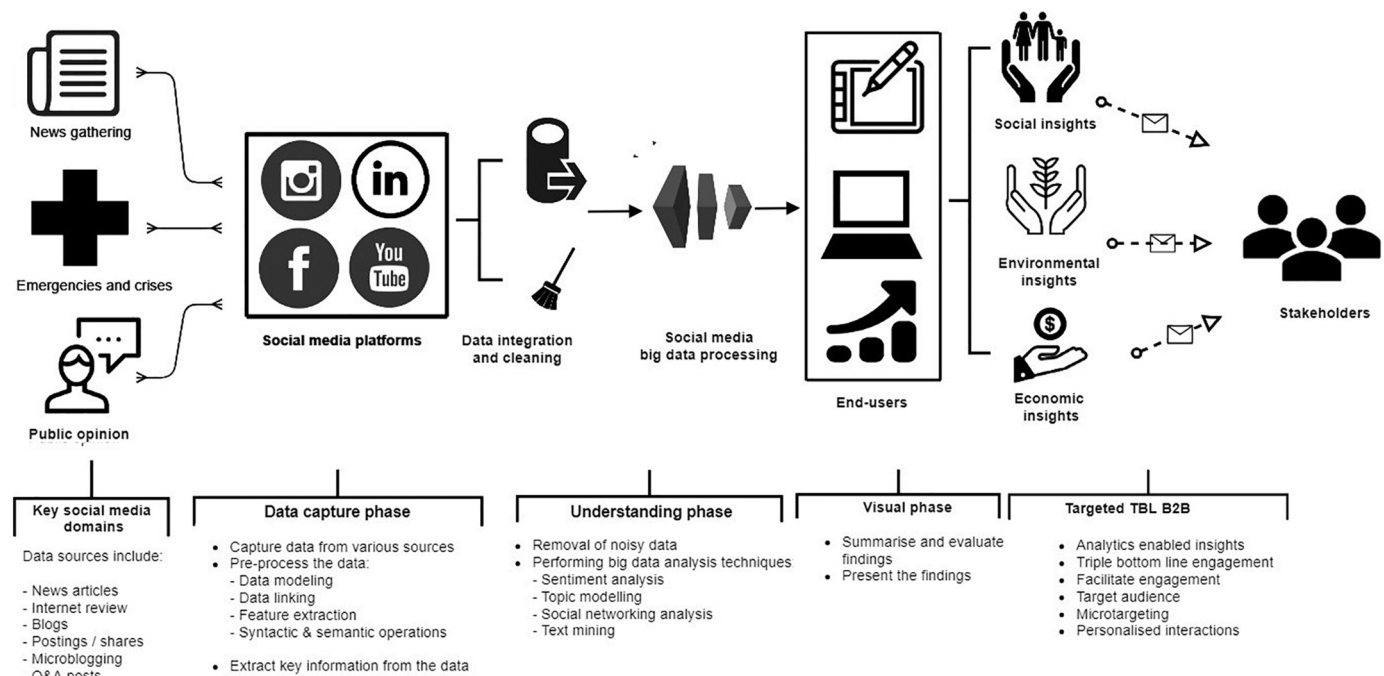 News gathering
Emergencies and crises
Public opinion
in
f
You
Tube
Social media platforms
Data integration
and cleaning
Social media
big data processing
End-users
Social insights
Environmental
insights
$
Economic
insights
Stakeholders
Key social media
domains
Data sources include:
- News articles
- Internet review
- Blogs
- Postings / shares
- Microblogging
- Q&A posts
Data capture phase
• Capture data from various sources
• Pre-process the data:
- Data modeling
- Data linking
- Feature extraction
- Syntactic & semantic operations
• Extract key information from the data
Understanding phase
• Removal of noisy data
• Performing big data analysis techniques
- Sentiment analysis
- Topic modelling
- Social networking analysis
- Text mining
Visual phase
• Summarise and evaluate
findings
• Present the findings
Targeted TBL B2B
• Analytics enabled insights
• Triple bottom line engagement
• Facilitate engagement
• Target audience
• Microtargeting
• Personalised interactions